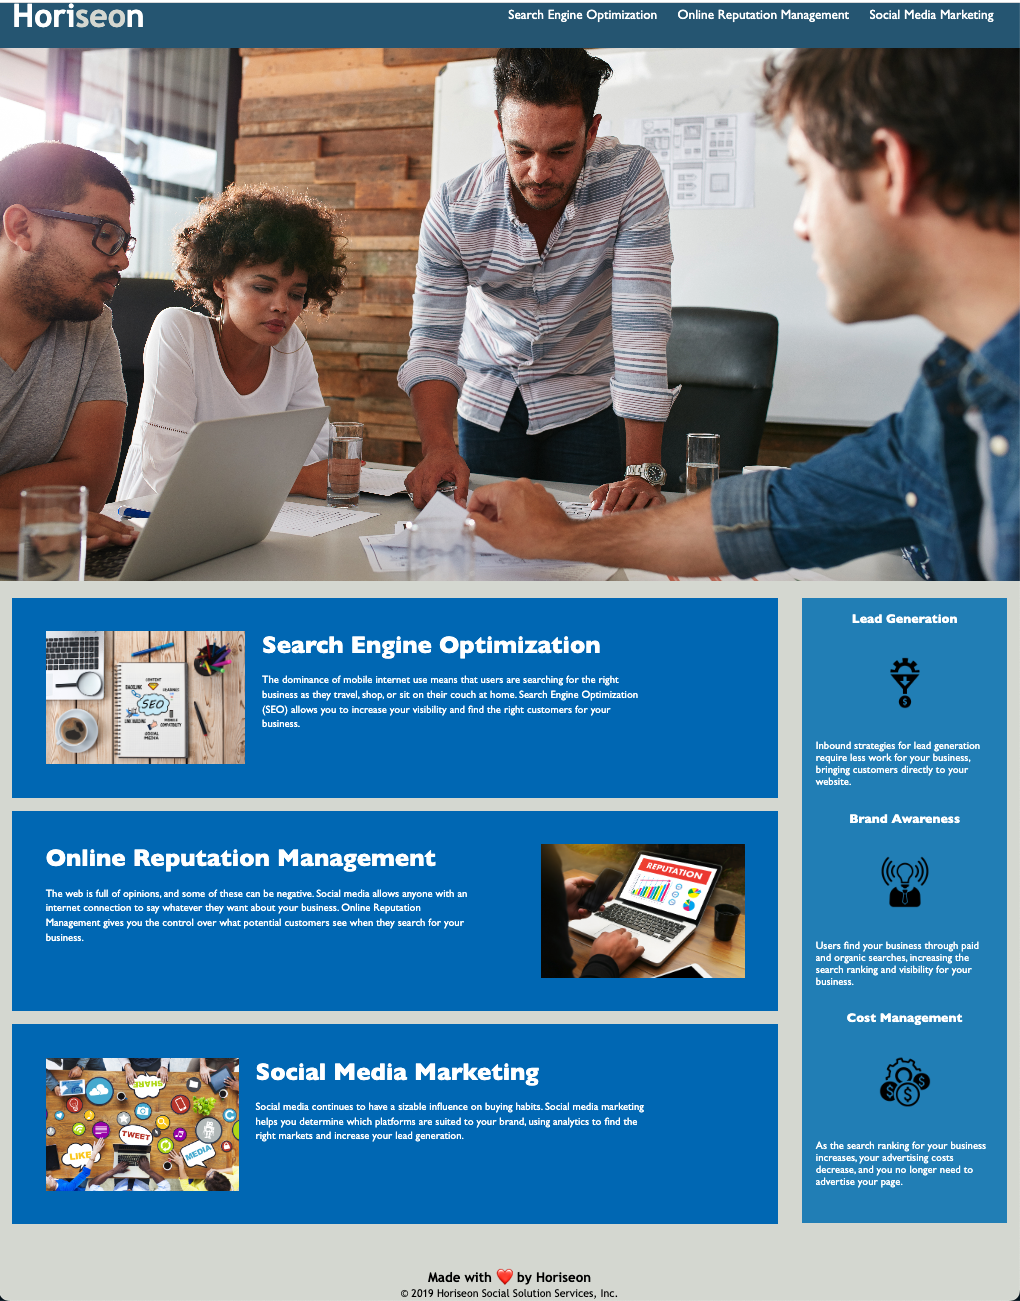 Horiseon
Search Engine Optimization
Online Reputation Management
Social Media Marketing
CONTENT
BACKLINK
SEO
LINK BUILDING
SOCIAL
MEDIA
Search Engine Optimization
The dominance of mobile internet use means that users are searching for the right
business as they travel, shop, or sit on their couch at home. Search Engine Optimization
(SEO) allows you to increase your visibility and find the right customers for your
business.
Online Reputation Management
The web is full of opinions, and some of these can be negative. Social media allows anyone with an
internet connection to say whatever they want about your business. Online Reputation
Management gives you the control over what potential customers see when they search for your
business.
REPUTATION
SHARE
TWEET
LIKE
MEDIA
Social Media Marketing
Social media continues to have a sizable influence on buying habits. Social media marketing
helps you determine which platforms are suited to your brand, using analytics to find the
right markets and increase your lead generation.
Lead Generation
Inbound strategies for lead generation
require less work for your business,
bringing customers directly to your
website.
Brand Awareness
Users find your business through paid
and organic searches, increasing the
search ranking and visibility for your
business.
Cost Management
As the search ranking for your business
increases, your advertising costs
decrease, and you no longer need to
advertise your page.
Made with ❤️ by Horiseon
© 2019 Horiseon Social Solution Services, Inc.